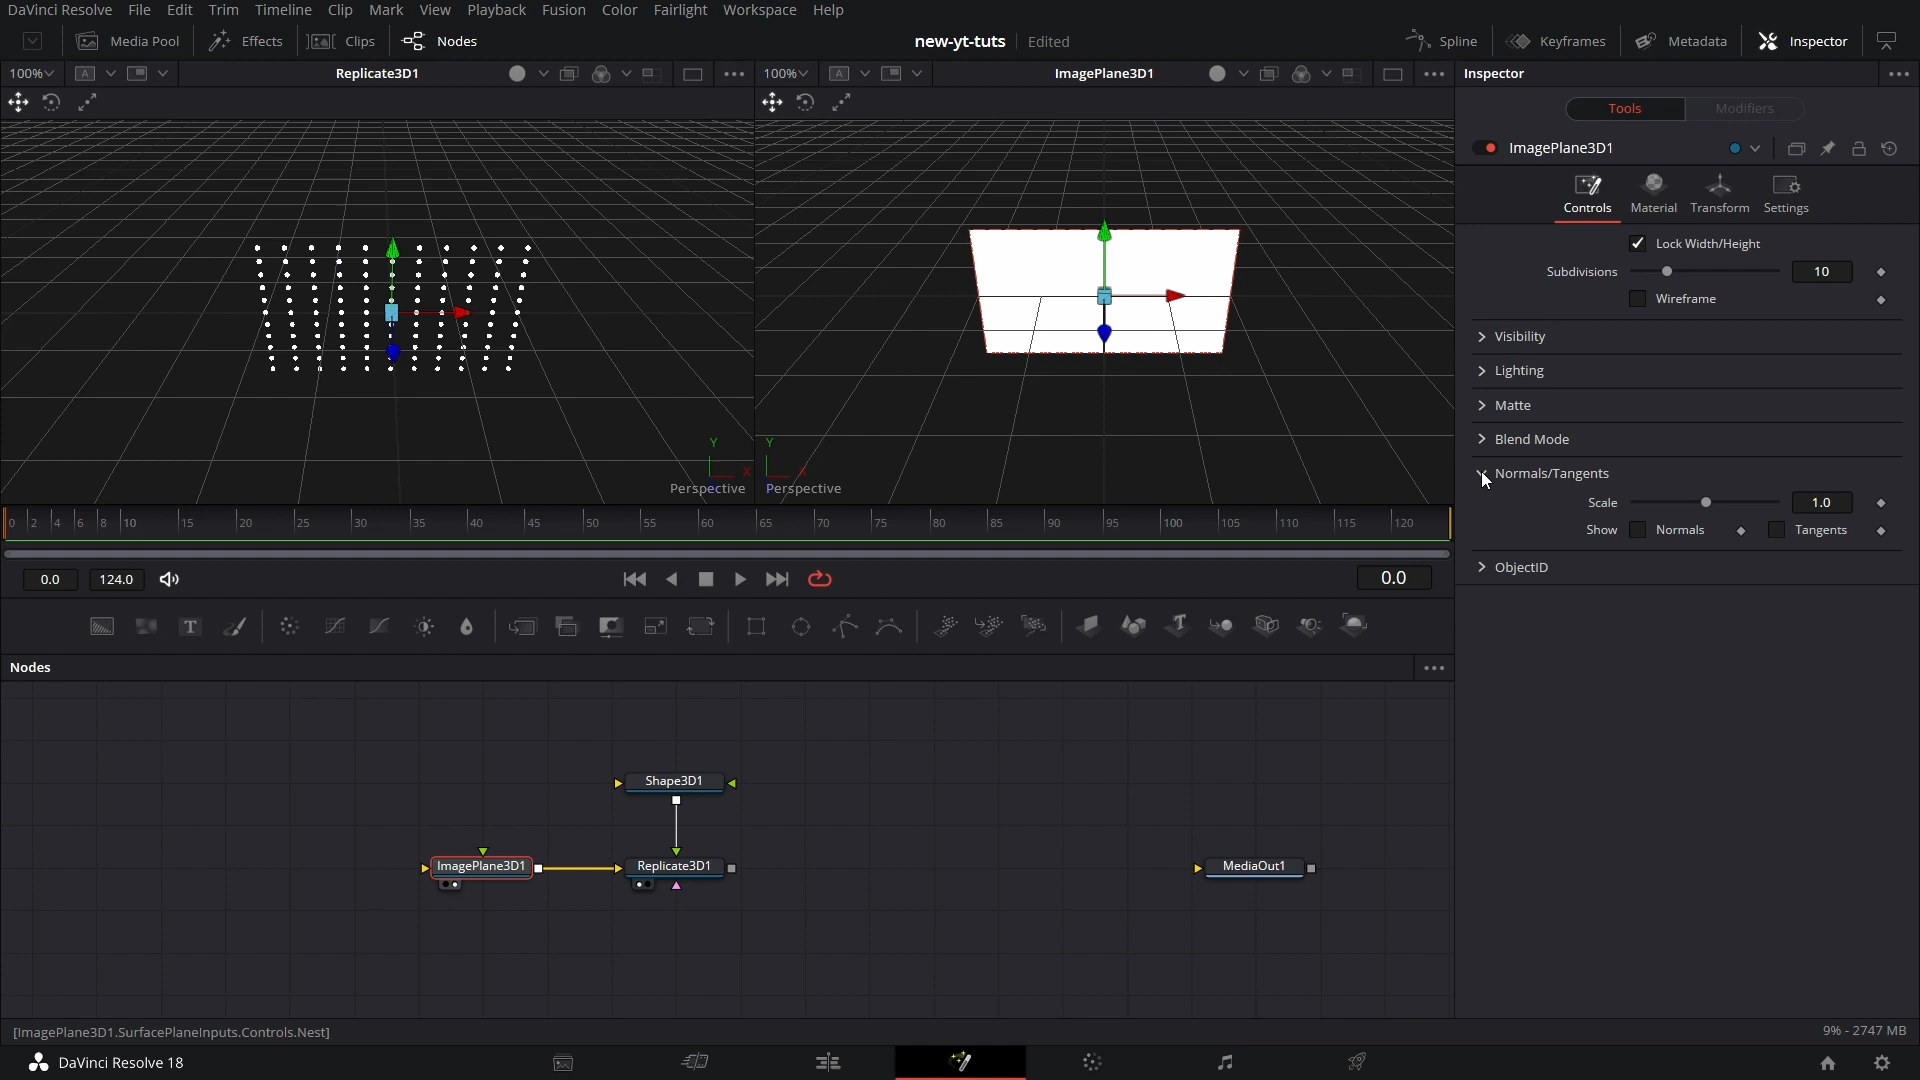 DaVinci Resolve File Edit Trim Timeline Clip Mark View Playback Fusion Color Fairlight Workspace Help
Media Pool Effects Clips Nodes new-yt-tuts Edited Spline Keyframes Metadata Inspector
100% A Replicate3D1 100% A ImagePlane3D1 Inspector
Tools Modifiers
ImagePlane3D1
Controls Material Transform Settings
Lock Width/Height
Subdivisions 10
Wireframe
Visibility
Lighting
Matte
Blend Mode
Normals/Tangents
Scale 1.0
Show Normals Tangents
ObjectID
Y Y
X X
Perspective Perspective
0 2 4 6 8 10 15 20 25 30 35 40 45 50 55 60 65 70 75 80 85 90 95 100 105 110 115 120
0.0 124.0 0.0
T T
Nodes
Shape3D1
ImagePlane3D1 Replicate3D1 MediaOut1
[ImagePlane3D1.SurfacePlaneInputs.Controls.Nest] 9% - 2747 MB
DaVinci Resolve 18